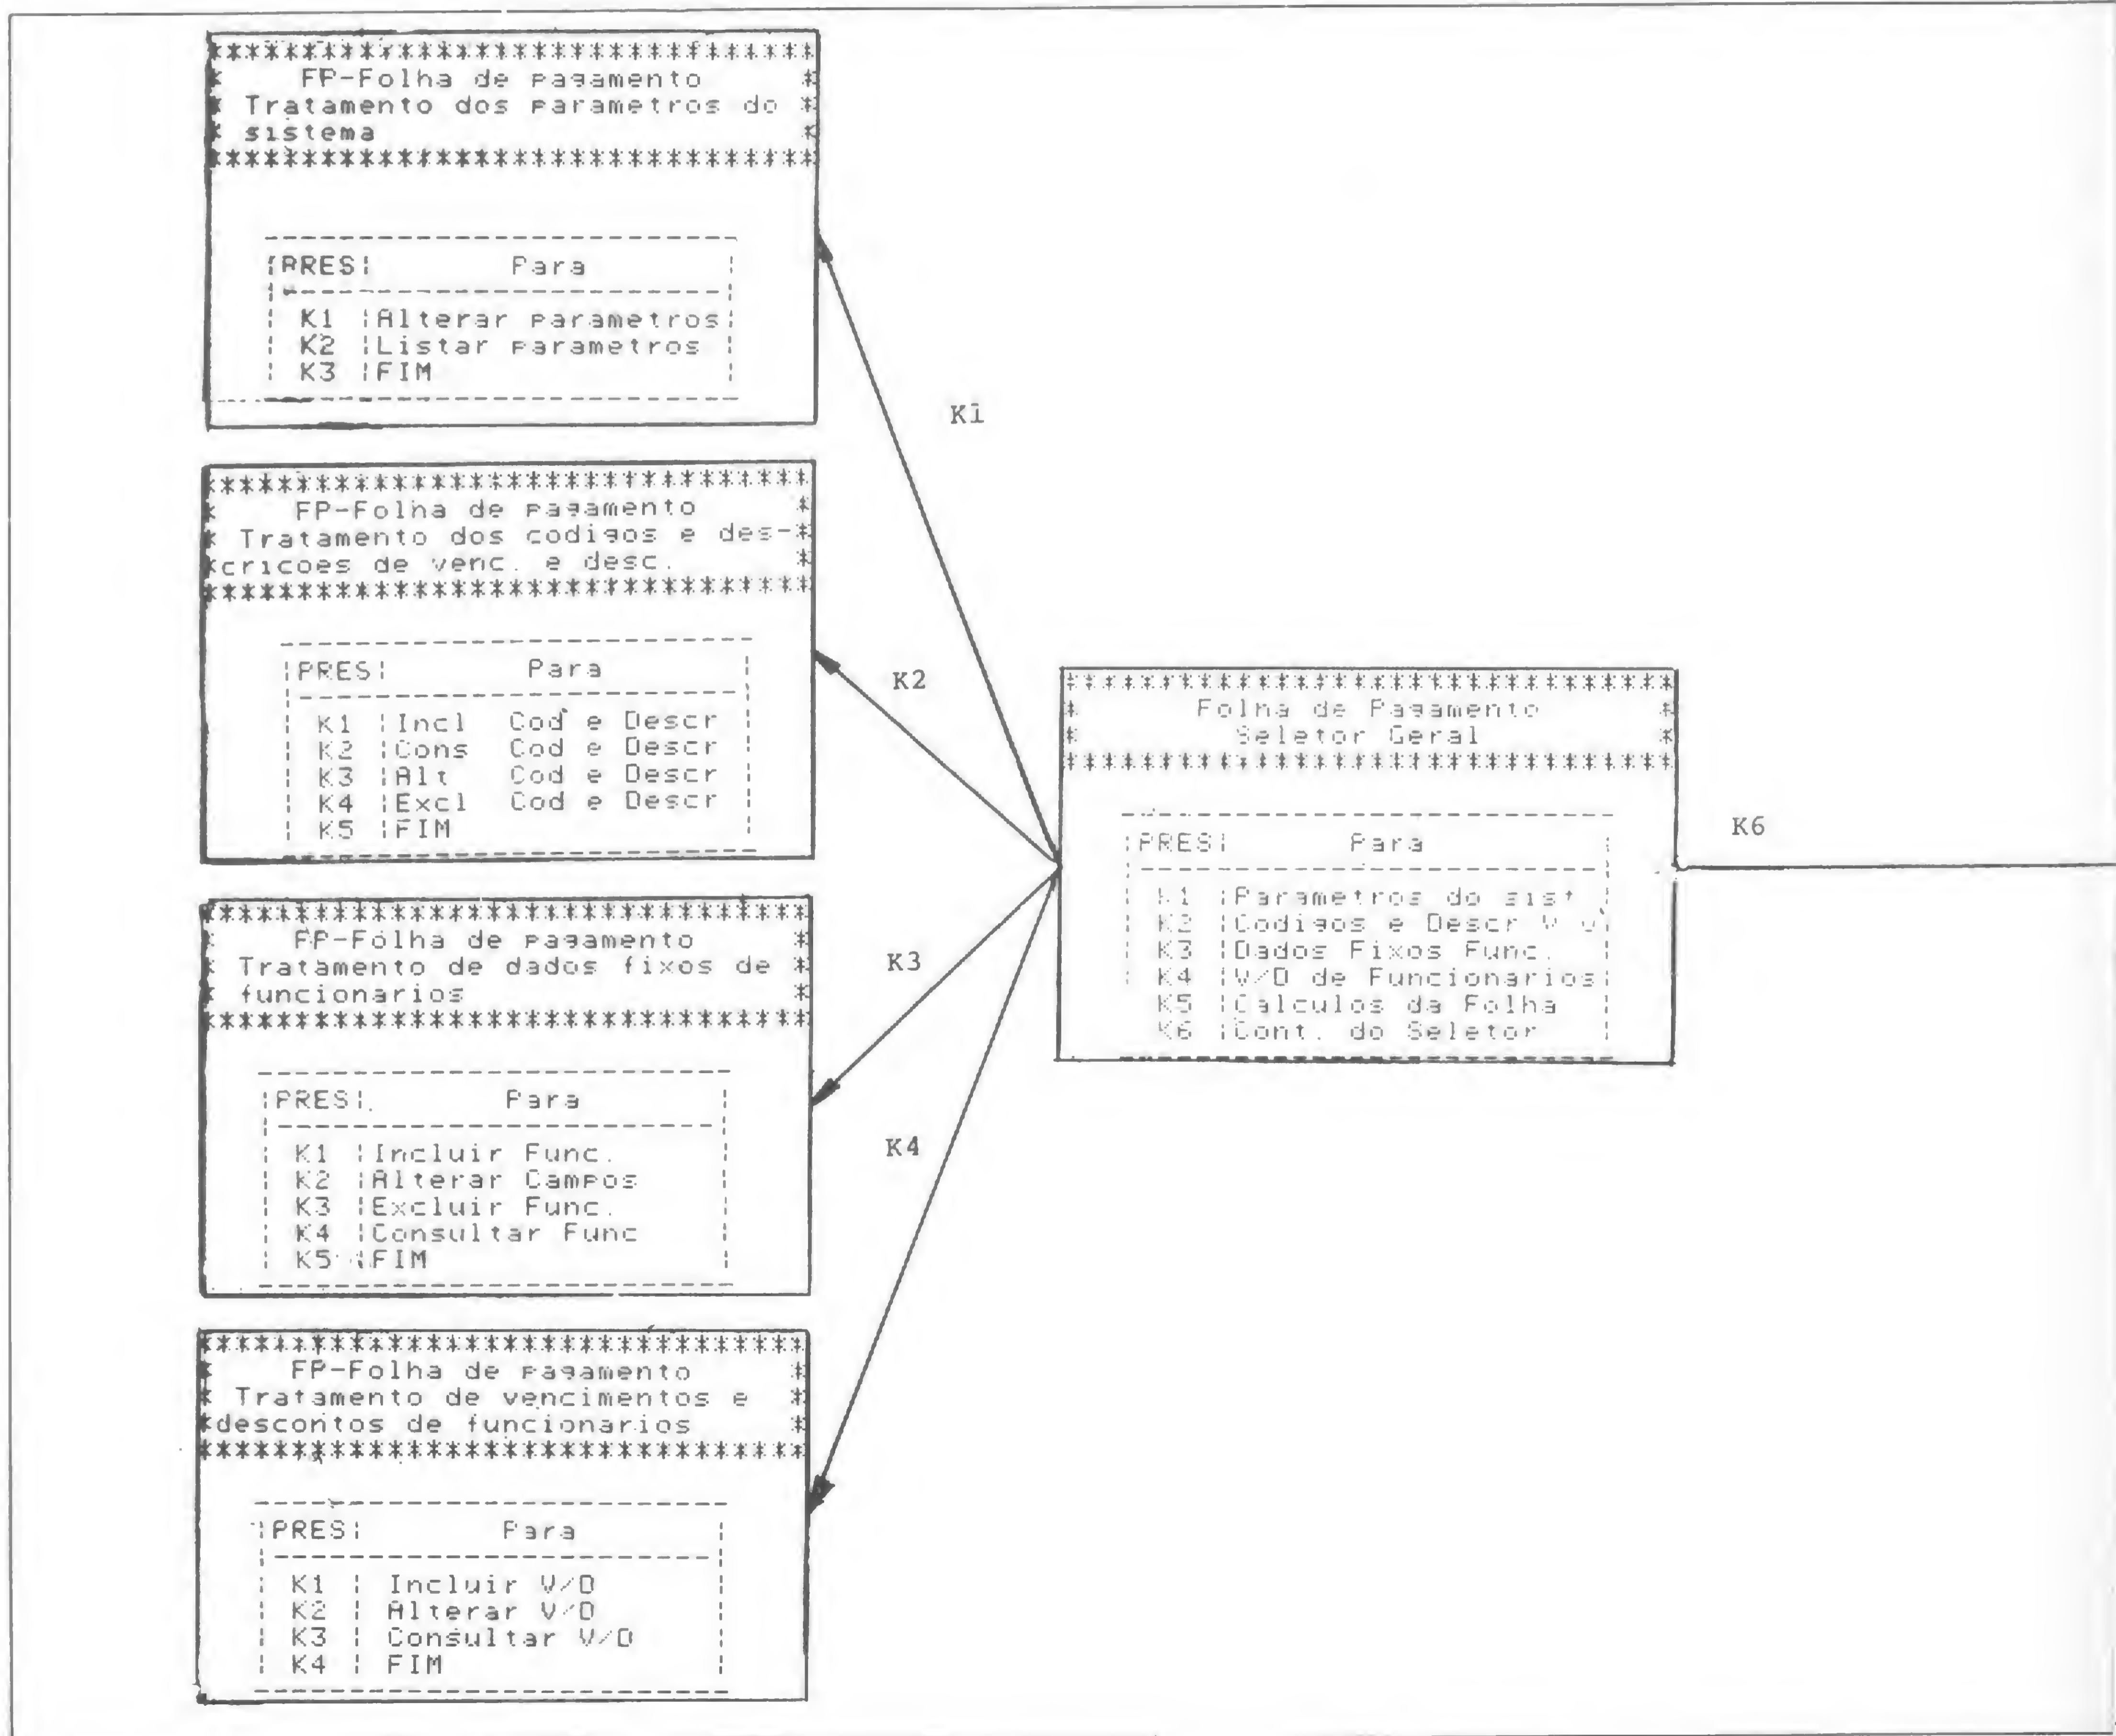 ********************************
* FP-Folha de pagamento *
* Tratamento dos parametros do *
* sistema *
********************************
|PRES| Para |
| K1 |Alterar parametros|
| K2 |Listar parametros |
| K3 |FIM |
K1
********************************
* FP-Folha de pagamento *
* Tratamento dos codigos e des-*
*cricoes de venc. e desc. *
********************************
|PRES| Para |
| K1 |Incl Cod e Descr |
| K2 |Cons Cod e Descr |
| K3 |Alt Cod e Descr |
| K4 |Excl Cod e Descr |
| K5 |FIM |
K2
********************************
* FP-Folha de pagamento *
* Tratamento de dados fixos de *
* funcionarios *
********************************
|PRES| Para |
| K1 |Incluir Func. |
| K2 |Alterar Campos |
| K3 |Excluir Func. |
| K4 |Consultar Func |
| K5 |FIM |
K3
********************************
* FP-Folha de pagamento *
* Tratamento de vencimentos e *
*descontos de funcionarios *
********************************
|PRES| Para |
| K1 | Incluir V/D |
| K2 | Alterar V/D |
| K3 | Consultar V/D |
| K4 | FIM |
K4
********************************
* Folha de Pagamento *
* Seletor Geral *
********************************
|PRES| Para |
| K1 |Parametros do sist
| K2 |Codigos e Descr V
| K3 |Dados Fixos Func. |
| K4 |V/D de Funcionarios|
K5 |Calculos da Folha |
K6 |Cont. do Seletor |
K6